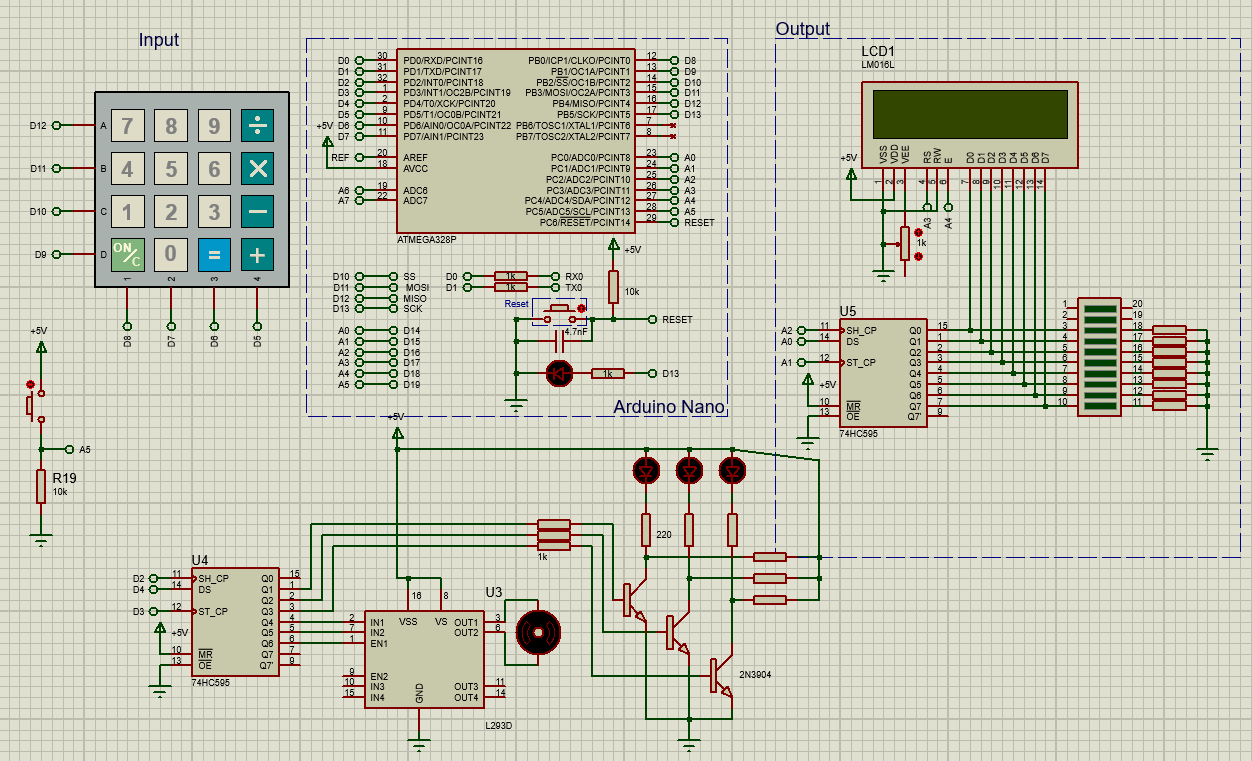 Input
Output
D12 A 7 8 9 ÷
D11 B 4 5 6 ×
D10 C 1 2 3 −
D9 D ON/C 0 = +
1 2 3 4
D8 D7 D6 D5
+5V
A5
R19
10k
D0 30 PD0/RXD/PCINT16
D1 31 PD1/TXD/PCINT17
D2 32 PD2/INT0/PCINT18
D3 1 PD3/INT1/OC2B/PCINT19
D4 2 PD4/T0/XCK/PCINT20
D5 9 PD5/T1/OC0B/PCINT21
D6 10 PD6/AIN0/OC0A/PCINT22
D7 11 PD7/AIN1/PCINT23
+5V
REF 20 AREF
18 AVCC
A6 19 ADC6
A7 22 ADC7
PB0/ICP1/CLKO/PCINT0 12 D8
PB1/OC1A/PCINT1 13 D9
PB2/SS/OC1B/PCINT2 14 D10
PB3/MOSI/OC2A/PCINT3 15 D11
PB4/MISO/PCINT4 16 D12
PB5/SCK/PCINT5 17 D13
PB6/TOSC1/XTAL1/PCINT6 7
PB7/TOSC2/XTAL2/PCINT7 8
PC0/ADC0/PCINT8 23 A0
PC1/ADC1/PCINT9 24 A1
PC2/ADC2/PCINT10 25 A2
PC3/ADC3/PCINT11 26 A3
PC4/ADC4/SDA/PCINT12 27 A4
PC5/ADC5/SCL/PCINT13 28 A5
PC6/RESET/PCINT14 29 RESET
ATMEGA328P
D10 SS
D11 MOSI
D12 MISO
D13 SCK
A0 D14
A1 D15
A2 D16
A3 D17
A4 D18
A5 D19
D0 1k RX0
D1 1k TX0
+5V
10k
Reset
RESET
4.7nF
1k D13
Arduino Nano
LCD1
LM016L
VSS VDD VEE RS RW E D0 D1 D2 D3 D4 D5 D6 D7
1 2 3 4 5 6 7 8 9 10 11 12 13 14
+5V
A3 A4
1k
U5
A2 11 SH_CP
A0 14 DS
A1 12 ST_CP
+5V
10 MR
13 OE
Q0 15
Q1 1
Q2 2
Q3 3
Q4 4
Q5 5
Q6 6
Q7 7
Q7' 9
74HC595
1 20
2 19
3 18
4 17
5 16
6 15
7 14
8 13
9 12
10 11
+5V
220
1k
2N3904
U4
D2 11 SH_CP
D4 14 DS
D3 12 ST_CP
+5V
10 MR
13 OE
Q0 15
Q1 1
Q2 2
Q3 3
Q4 4
Q5 5
Q6 6
Q7 7
Q7' 9
74HC595
U3
16 8
VSS VS
2 IN1
7 IN2
1 EN1
9 EN2
10 IN3
15 IN4
OUT1 3
OUT2 6
OUT3 11
OUT4 14
GND
L293D